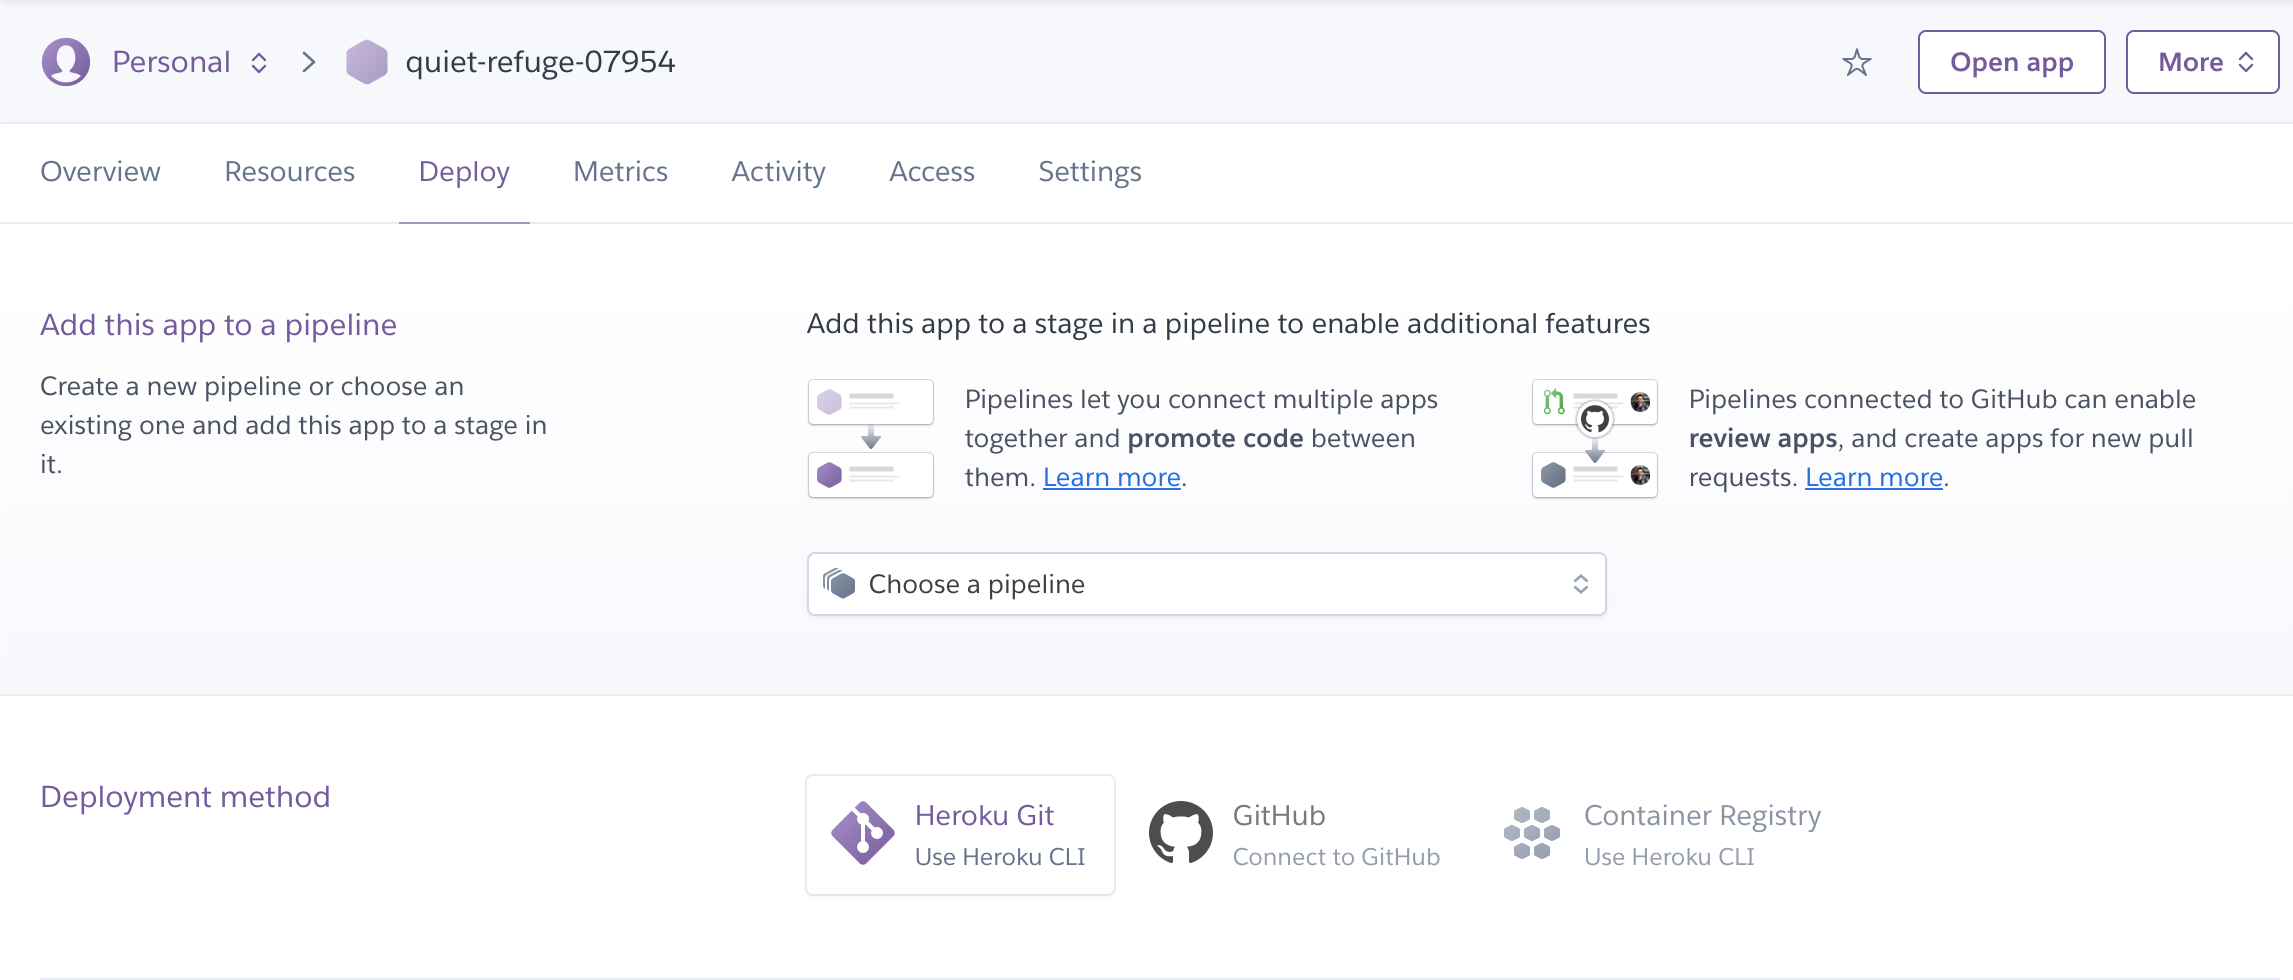 Personal quiet-refuge-07954 Open app More
Overview Resources Deploy Metrics Activity Access Settings
Add this app to a pipeline
Create a new pipeline or choose an
existing one and add this app to a stage in
it.
Add this app to a stage in a pipeline to enable additional features
Pipelines let you connect multiple apps
together and promote code between
them. Learn more.
Pipelines connected to GitHub can enable
review apps, and create apps for new pull
requests. Learn more.
Choose a pipeline
Deployment method
Heroku Git
Use Heroku CLI
GitHub
Connect to GitHub
Container Registry
Use Heroku CLI